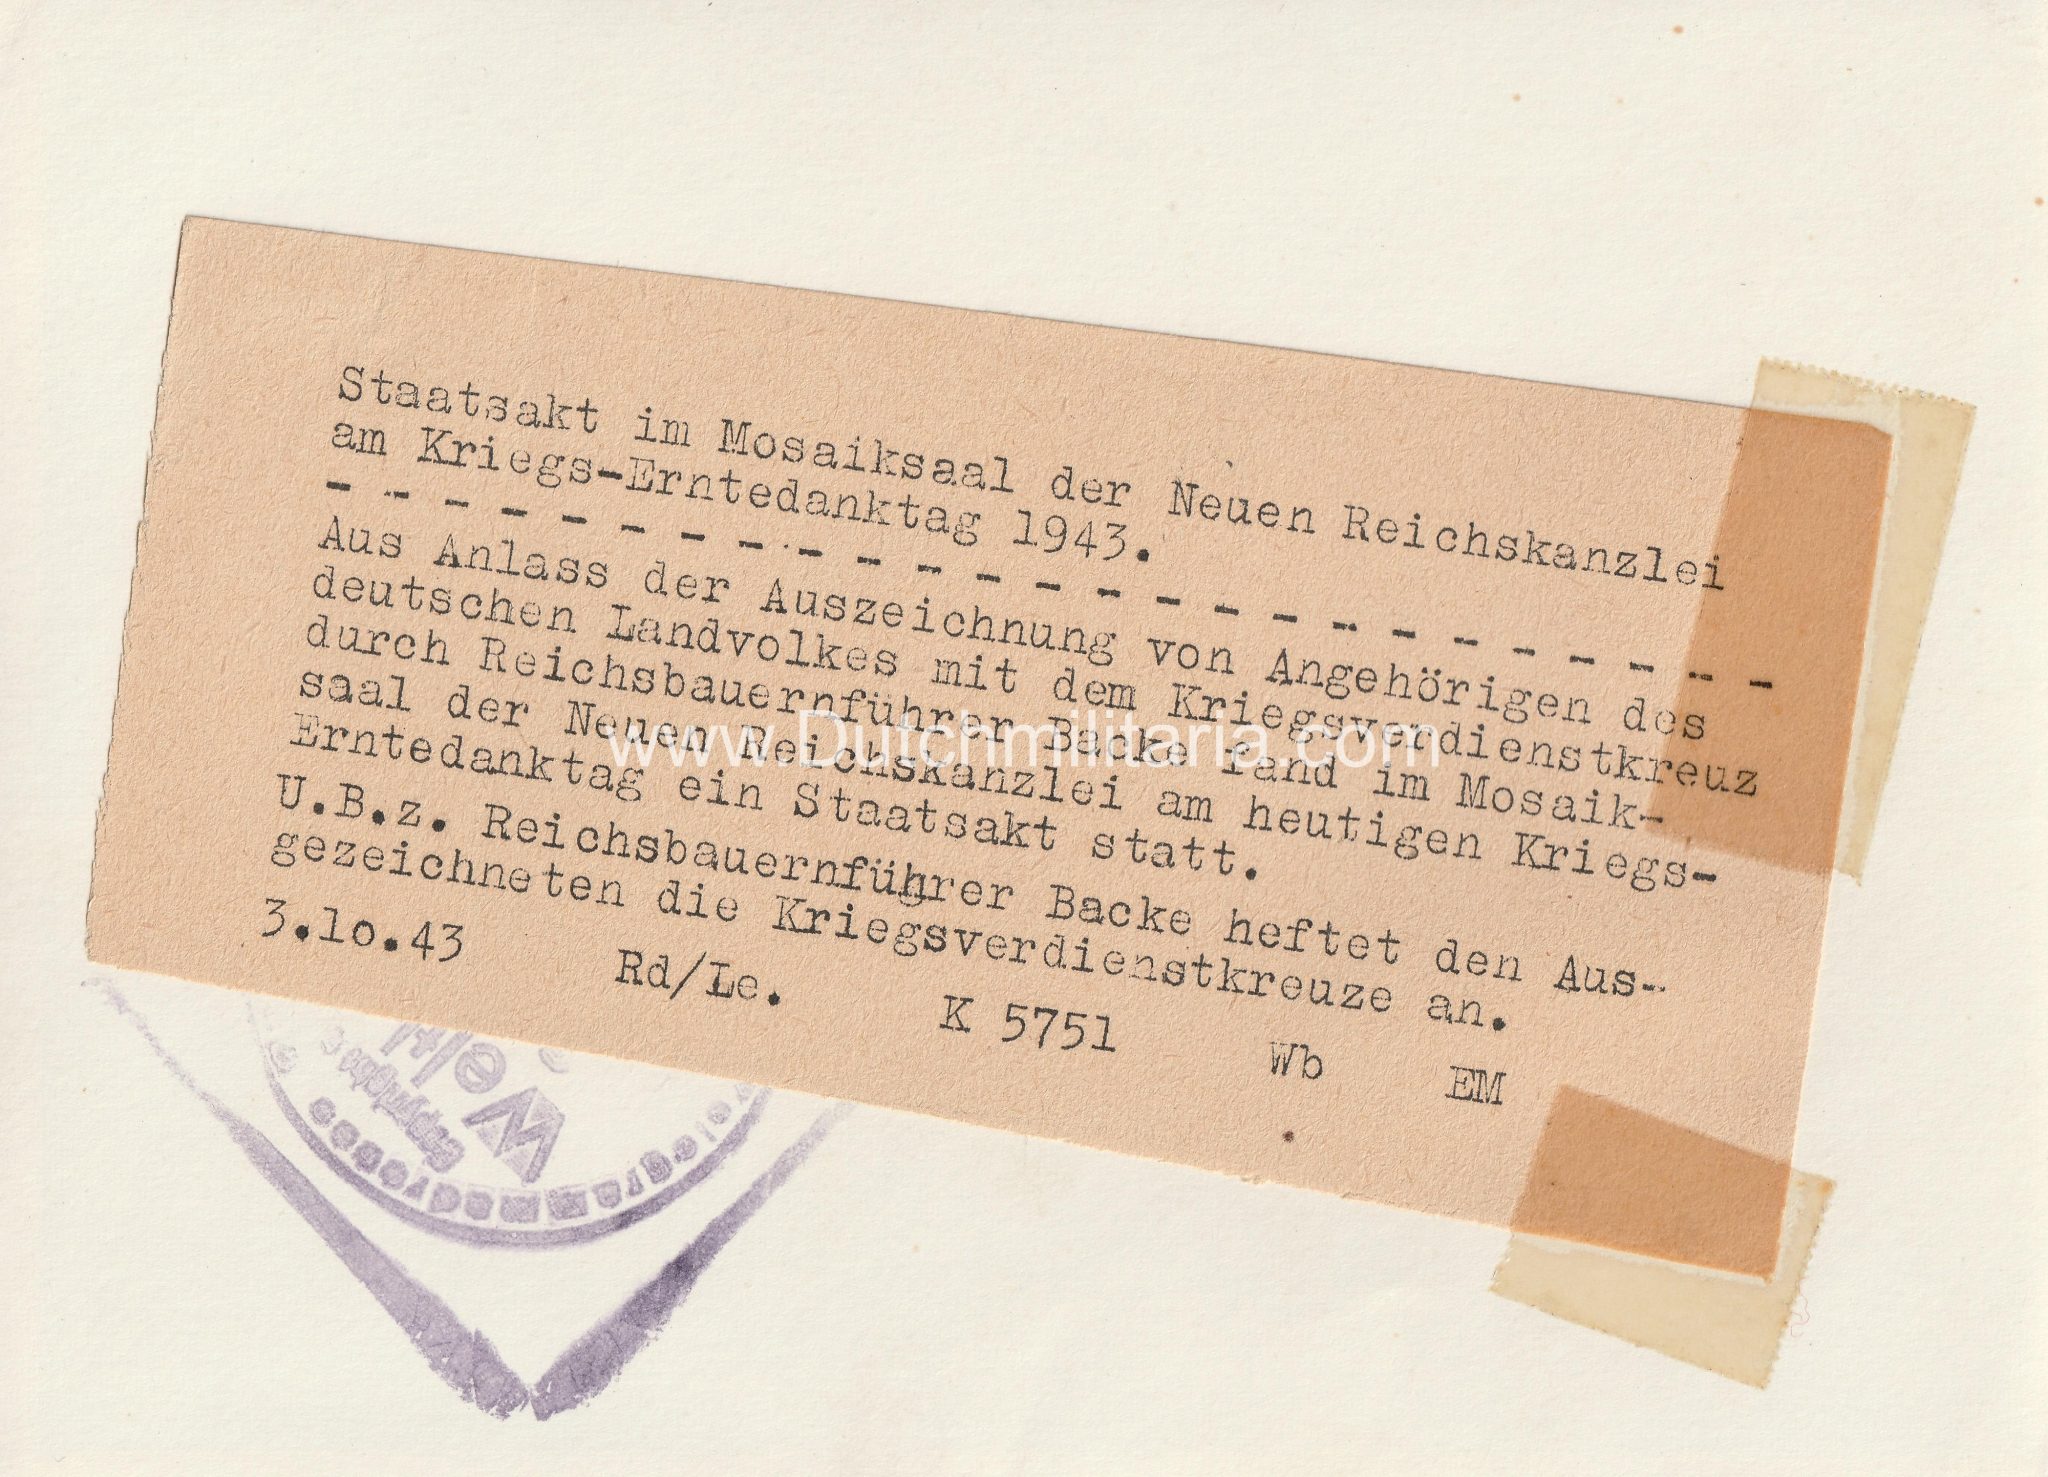 Staatsakt im Mosaiksaal der Neuen Reichskanzlei
am Kriegs-Erntedanktag 1943.
- - - - - - - - - - - - - - - - - - - - - - - - -
Aus Anlass der Auszeichnung von Angehörigen des
deutschen Landvolkes mit dem Kriegsverdienstkreuz
durch Reichsbauernführer Backe fand im Mosaik-
saal der Neuen Reichskanzlei am heutigen Kriegs-
Erntedanktag ein Staatsakt statt.
U.B.z. Reichsbauernführer Backe heftet den Aus-
gezeichneten die Kriegsverdienstkreuze an.
3.10.43 Rd/Le. K 5751 Wb EM
www.Dutchmilitaria.com
Welt